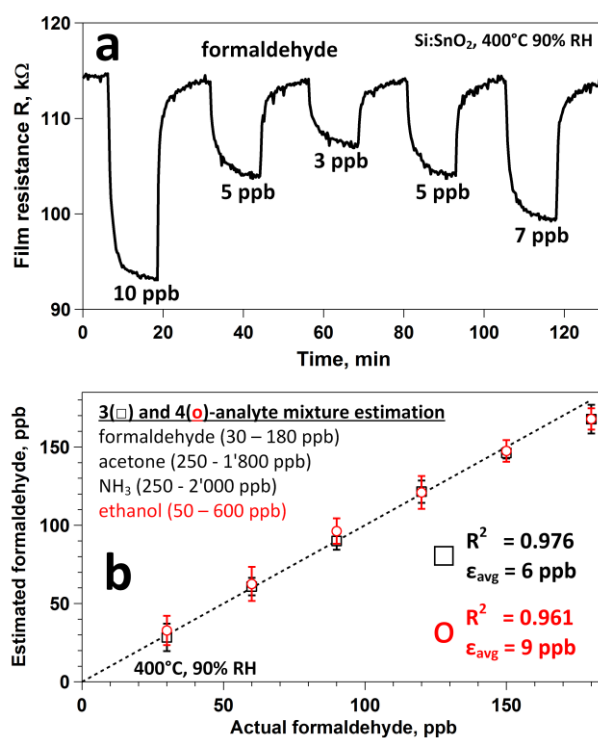 a
formaldehyde
Si:SnO₂, 400°C 90% RH
Film resistance R, kΩ
120
110
100
90
10 ppb
5 ppb
3 ppb
5 ppb
7 ppb
0 20 40 60 80 100 120
Time, min
b
3(□) and 4(o)-analyte mixture estimation
formaldehyde (30 – 180 ppb)
acetone (250 - 1'800 ppb)
NH₃ (250 - 2'000 ppb)
ethanol (50 – 600 ppb)
Estimated formaldehyde, ppb
150
100
50
0
R² = 0.976
ε_avg = 6 ppb
R² = 0.961
ε_avg = 9 ppb
400°C, 90% RH
0 50 100 150
Actual formaldehyde, ppb